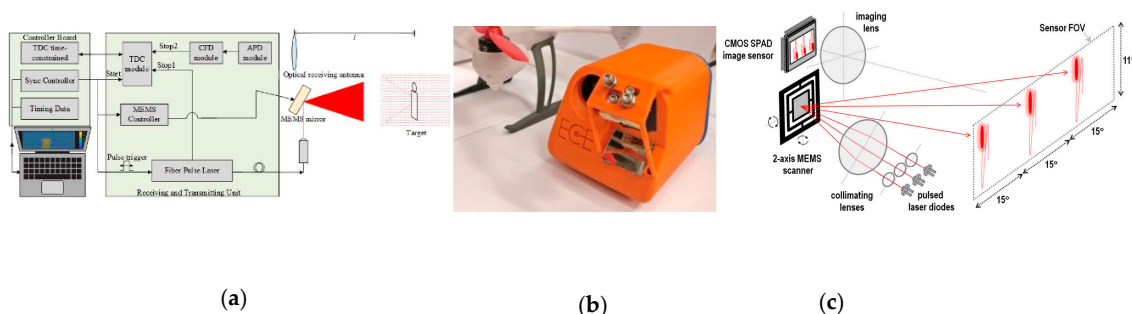 Controller Board
TDC time-
constrained
Sync Controller
Timing Data
Start
TDC
module
Stop2
Stop1
CFD
module
APD
module
MEMS
Controller
Pulse trigger
Fiber Pulse Laser
Receiving and Transmitting Unit
l
Optical receiving antenna
MEMS mirror
Target
ECE
imaging
lens
CMOS SPAD
image sensor
Sensor FOV
11°
2-axis MEMS
scanner
collimating
lenses
pulsed
laser diodes
15°
15°
15°
(a)
(b)
(c)